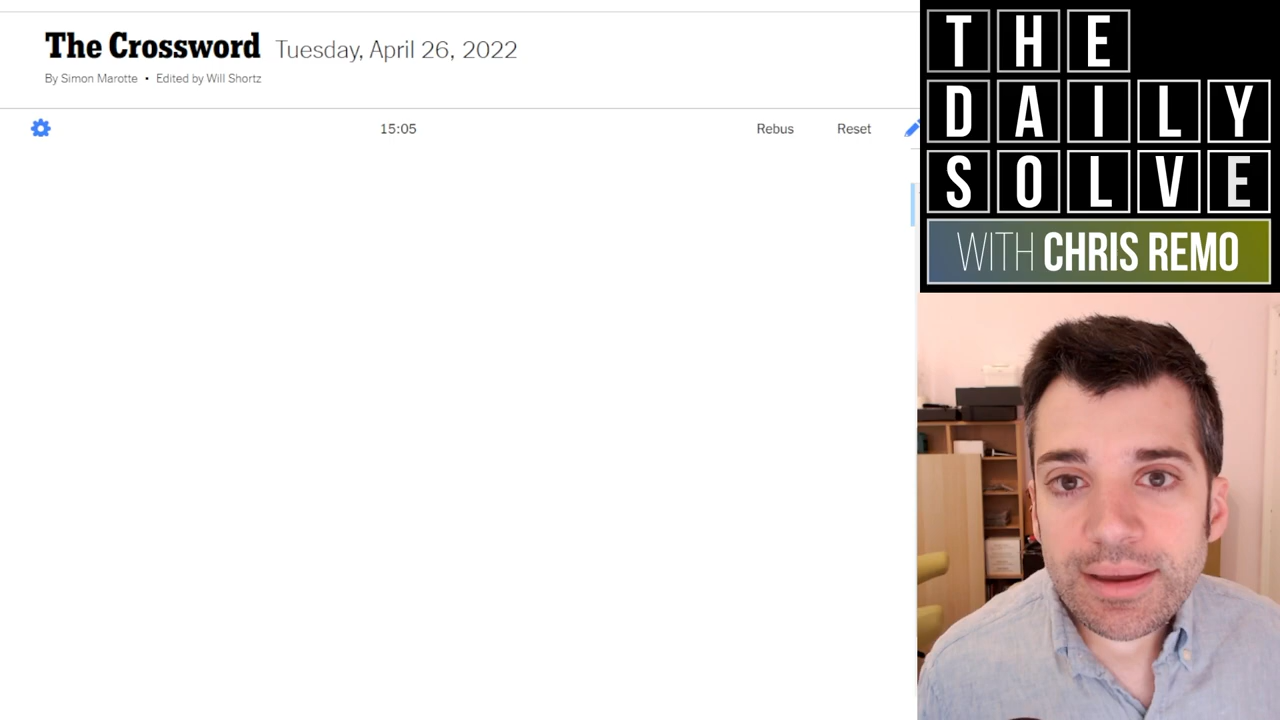 The Crossword Tuesday, April 26, 2022
By Simon Marotte • Edited by Will Shortz
15:05 Rebus Reset
THE
DAILY
SOLVE
WITH CHRIS REMO